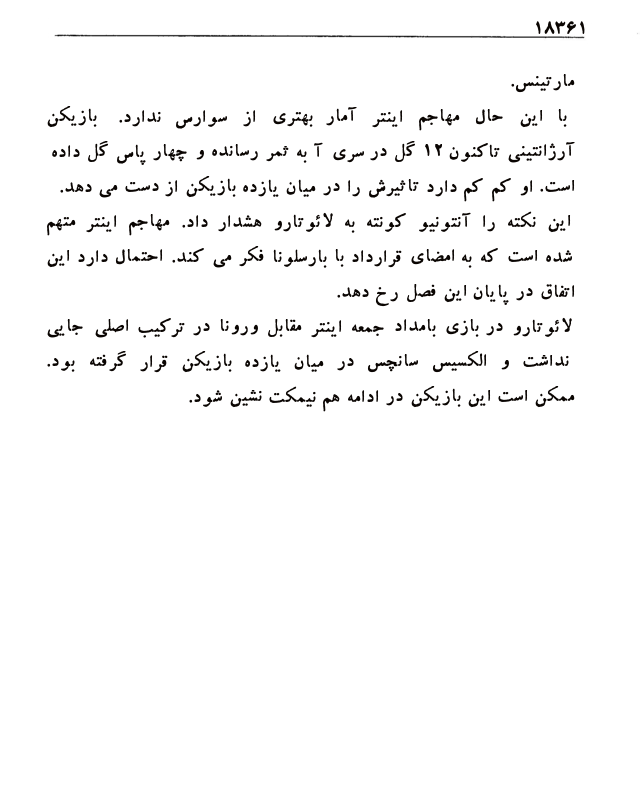 ۱۸۳۶۱
مارتینس.
با این حال مهاجم اینتر آمار بهتری از سوارس ندارد. بازیکن
آرژانتینی تاکنون ۱۲ گل در سری آ به ثمر رسانده و چهار پاس گل داده
است. او کم کم دارد تاثیرش را در میان یازده بازیکن از دست می دهد.
این نکته را آنتونیو کونته به لائوتارو هشدار داد. مهاجم اینتر متهم
شده است که به امضای قرارداد با بارسلونا فکر می کند. احتمال دارد این
اتفاق در پایان این فصل رخ دهد.
لائوتارو در بازی بامداد جمعه اینتر مقابل ورونا در ترکیب اصلی جایی
نداشت و الکسیس سانچس در میان یازده بازیکن قرار گرفته بود.
ممکن است این بازیکن در ادامه هم نیمکت نشین شود.